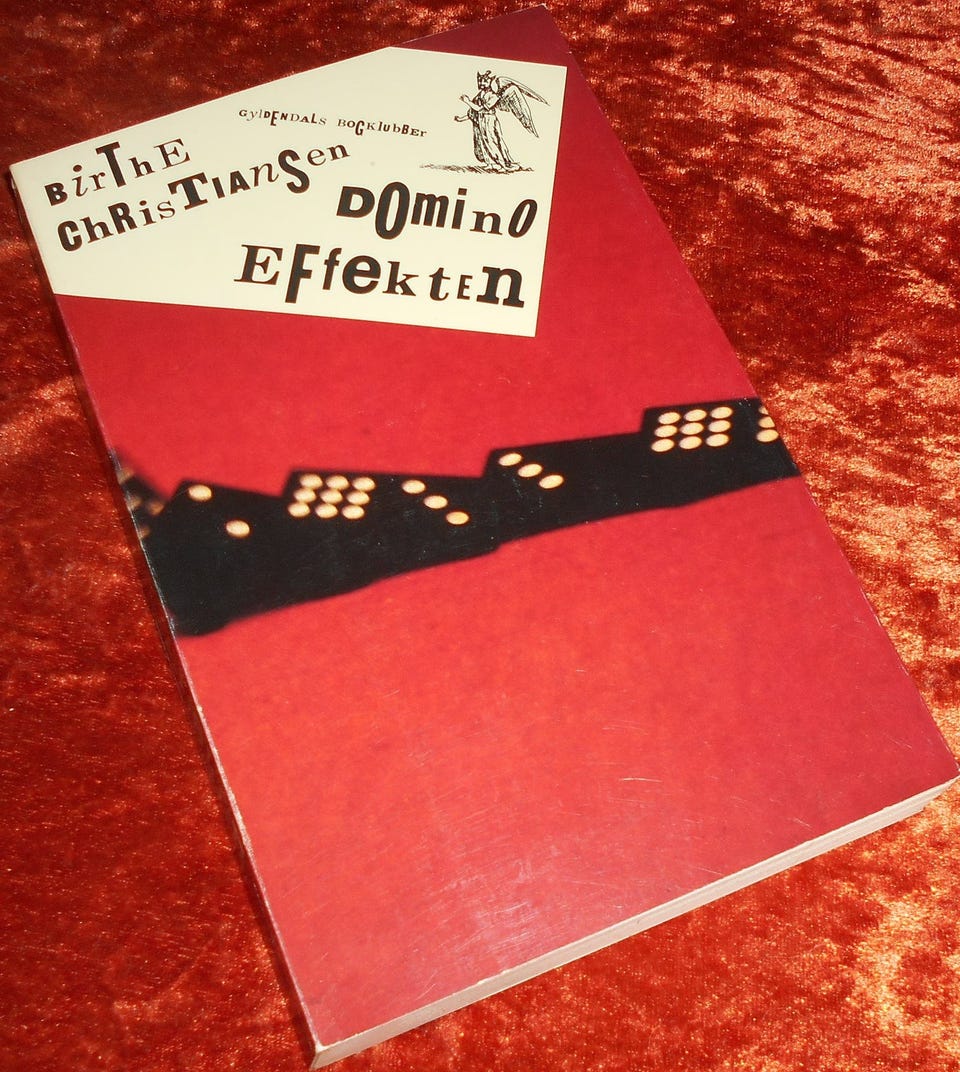 GylDENDALs BOGklubBER
BirThE
ChRisTIAnSen
DOminO
EFfekTEn